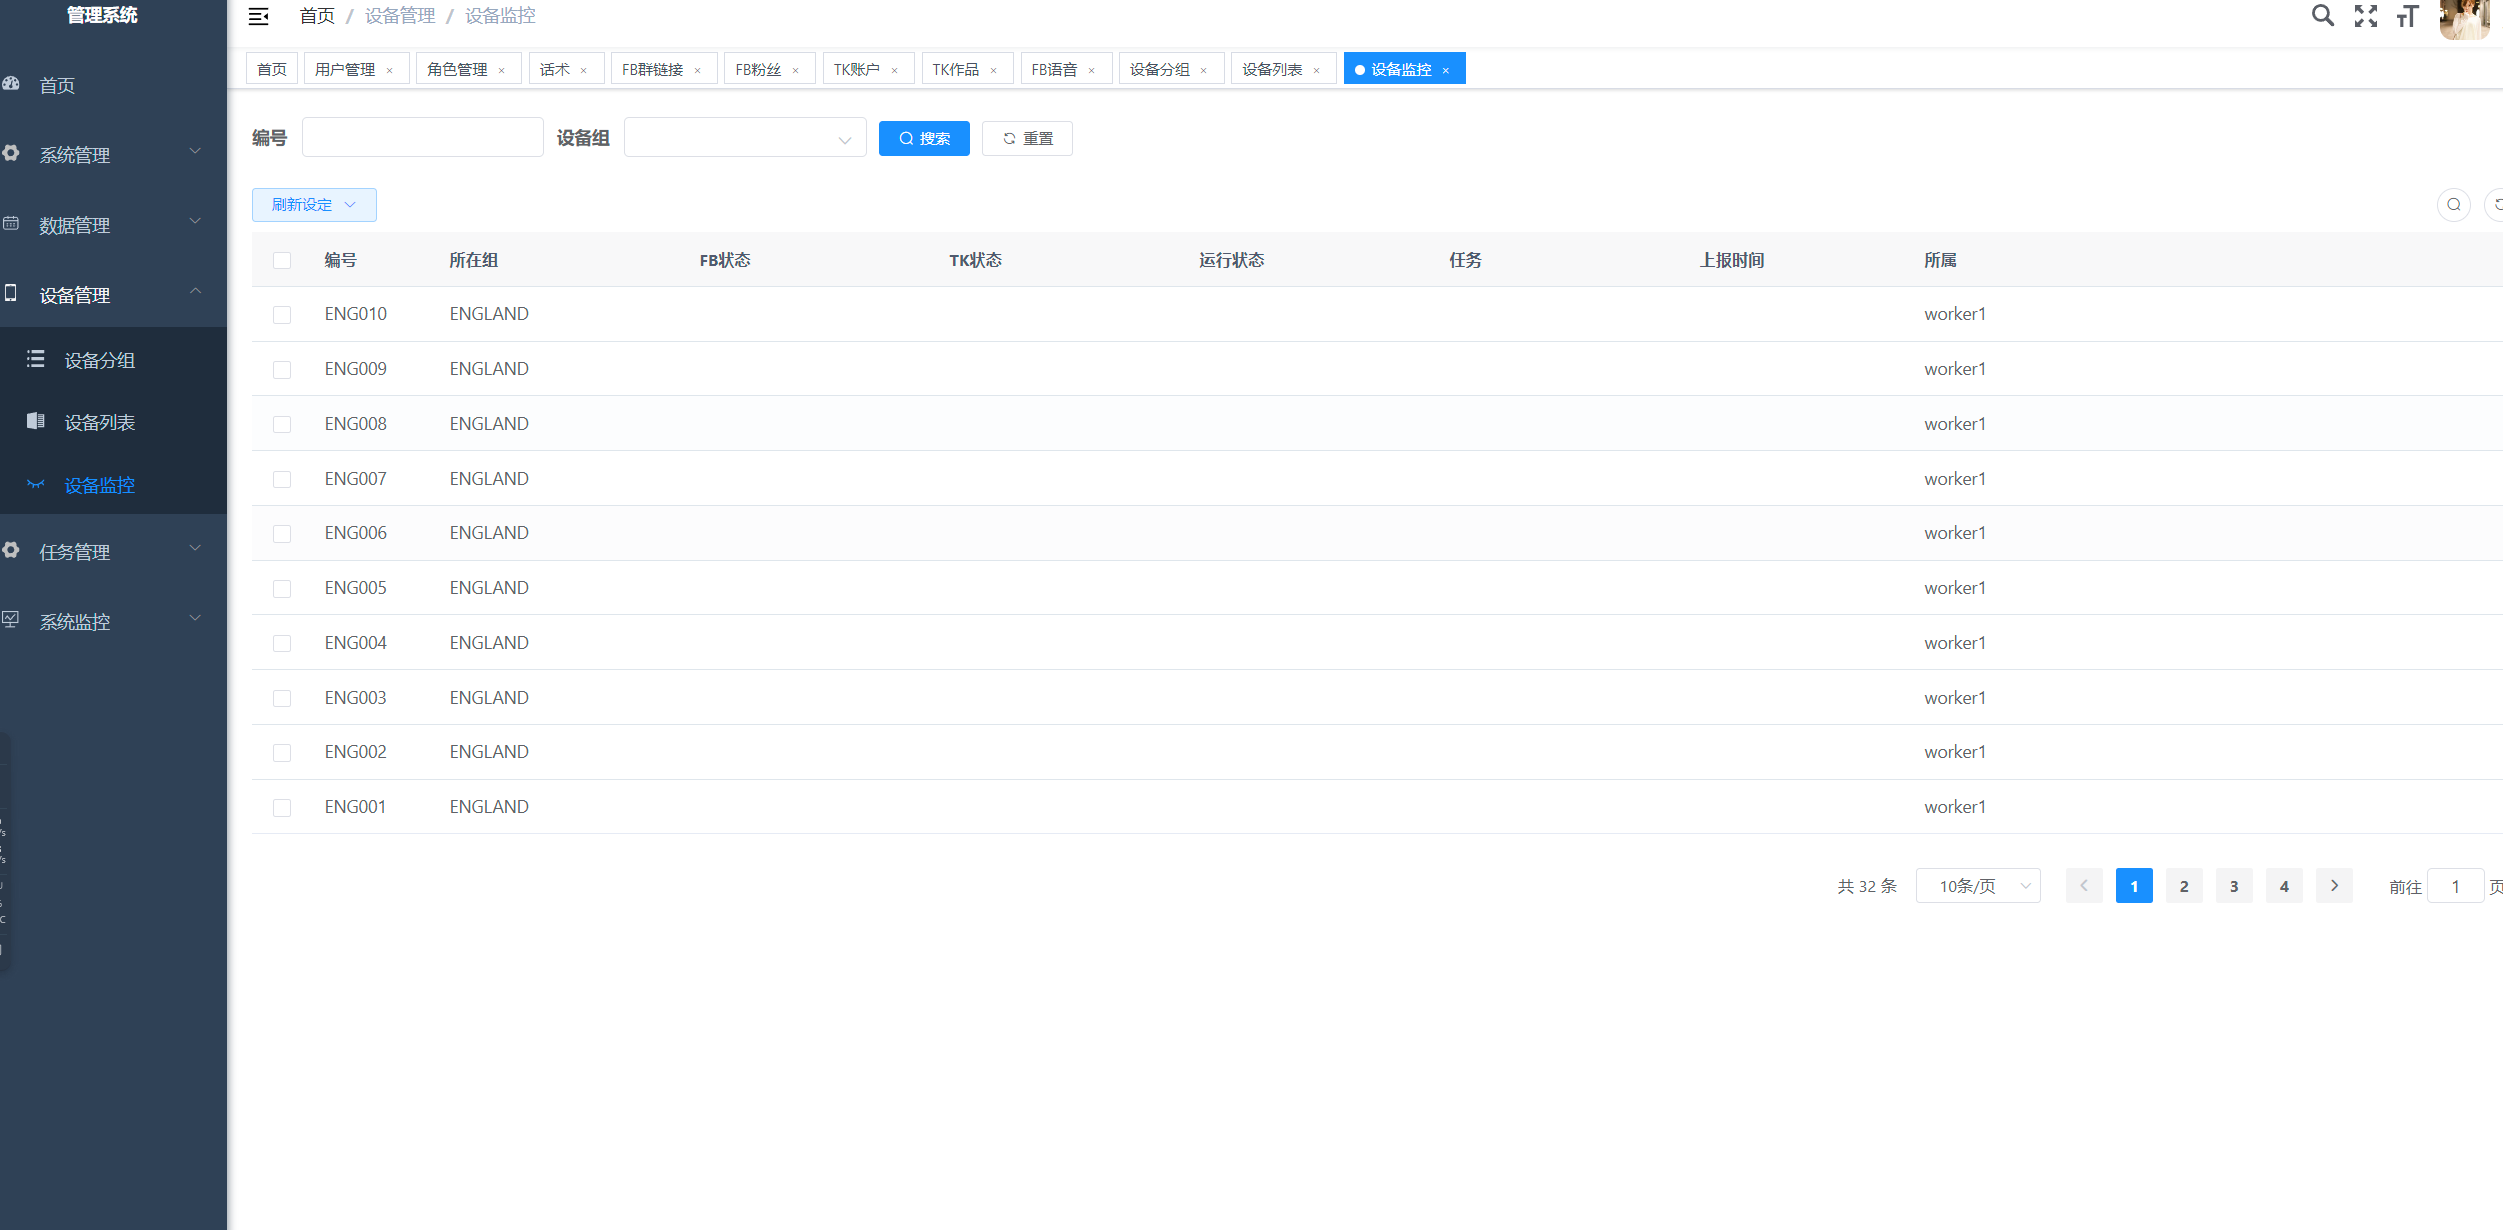 管理系统
首页
系统管理
数据管理
设备管理
设备分组
设备列表
设备监控
任务管理
系统监控
首页 / 设备管理 / 设备监控
首页 用户管理 × 角色管理 × 话术 × FB群链接 × FB粉丝 × TK账户 × TK作品 × FB语音 × 设备分组 × 设备列表 × 设备监控 ×
编号 设备组 搜索 重置
刷新设定
编号 所在组 FB状态 TK状态 运行状态 任务 上报时间 所属
ENG010 ENGLAND worker1
ENG009 ENGLAND worker1
ENG008 ENGLAND worker1
ENG007 ENGLAND worker1
ENG006 ENGLAND worker1
ENG005 ENGLAND worker1
ENG004 ENGLAND worker1
ENG003 ENGLAND worker1
ENG002 ENGLAND worker1
ENG001 ENGLAND worker1
共 32 条 10条/页 1 2 3 4 前往 1 页